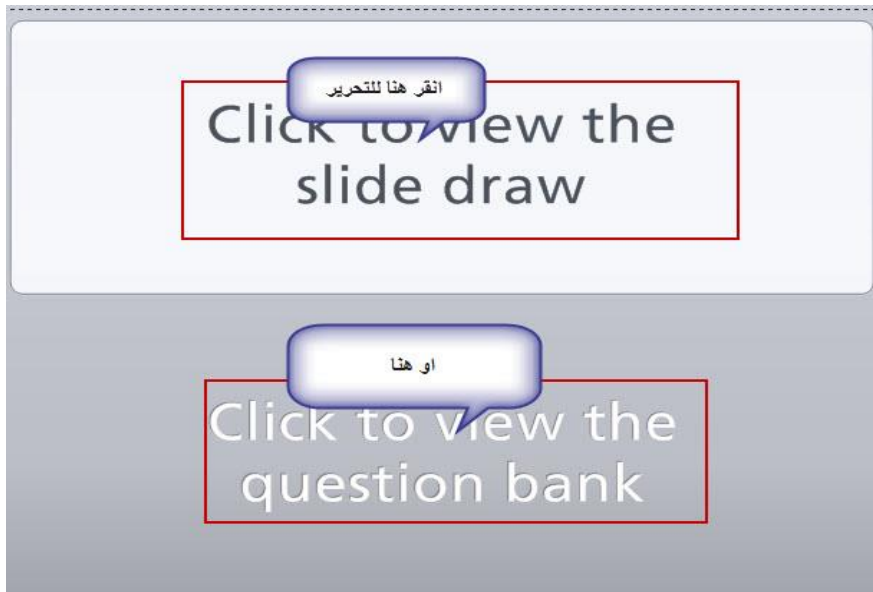 انقر هنا للتحرير
Click to view the
slide draw
او هنا
Click to view the
question bank